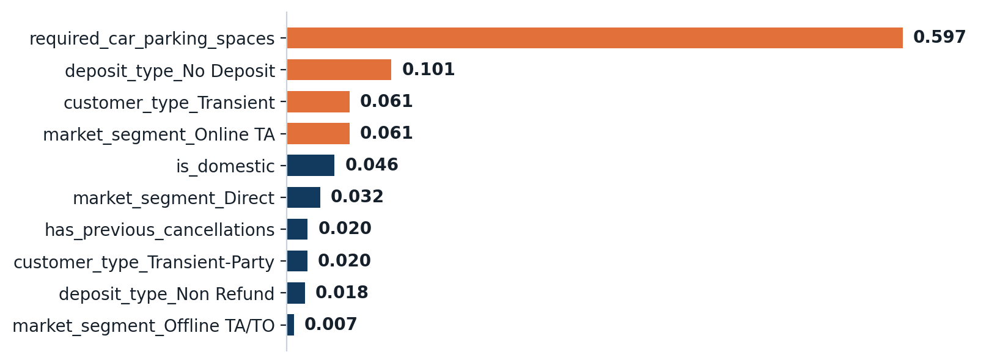 required_car_parking_spaces 0.597
deposit_type_No Deposit 0.101
customer_type_Transient 0.061
market_segment_Online TA 0.061
is_domestic 0.046
market_segment_Direct 0.032
has_previous_cancellations 0.020
customer_type_Transient-Party 0.020
deposit_type_Non Refund 0.018
market_segment_Offline TA/TO 0.007